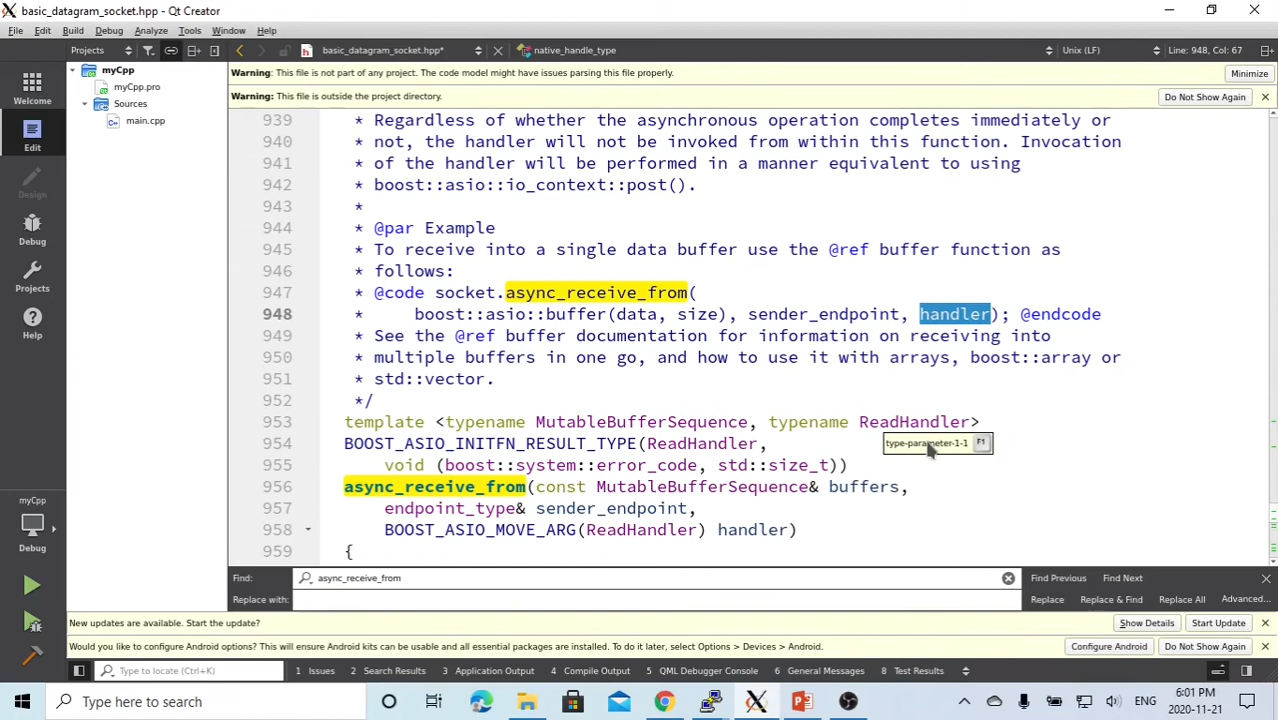 basic_datagram_socket.hpp* - Qt Creator
File Edit Build Debug Analyze Tools Window Help
Projects basic_datagram_socket.hpp* native_handle_type Unix (LF) Line: 948, Col: 67
myCpp
myCpp.pro
Sources
main.cpp
Welcome
Edit
Design
Debug
Projects
Help
myCpp
Debug
Warning: This file is not part of any project. The code model might have issues parsing this file properly. Minimize
Warning: This file is outside the project directory. Do Not Show Again
939 * Regardless of whether the asynchronous operation completes immediately or
940 * not, the handler will not be invoked from within this function. Invocation
941 * of the handler will be performed in a manner equivalent to using
942 * boost::asio::io_context::post().
943 *
944 * @par Example
945 * To receive into a single data buffer use the @ref buffer function as
946 * follows:
947 * @code socket.async_receive_from(
948 * boost::asio::buffer(data, size), sender_endpoint, handler); @endcode
949 * See the @ref buffer documentation for information on receiving into
950 * multiple buffers in one go, and how to use it with arrays, boost::array or
951 * std::vector.
952 */
953 template <typename MutableBufferSequence, typename ReadHandler>
954 BOOST_ASIO_INITFN_RESULT_TYPE(ReadHandler,
type-parameter-1-1 F1
955 void (boost::system::error_code, std::size_t))
956 async_receive_from(const MutableBufferSequence& buffers,
957 endpoint_type& sender_endpoint,
958 BOOST_ASIO_MOVE_ARG(ReadHandler) handler)
959 {
Find: async_receive_from Find Previous Find Next
Replace with: Replace Replace & Find Replace All Advanced...
New updates are available. Start the update? Show Details Start Update
Would you like to configure Android options? This will ensure Android kits can be usable and all essential packages are installed. To do it later, select Options > Devices > Android. Configure Android Do Not Show Again
Type to locate (Ctrl+K) 1 Issues 2 Search Results 3 Application Output 4 Compile Output 5 QML Debugger Console 6 General Messages 8 Test Results
Type here to search ENG 6:01 PM
2020-11-21